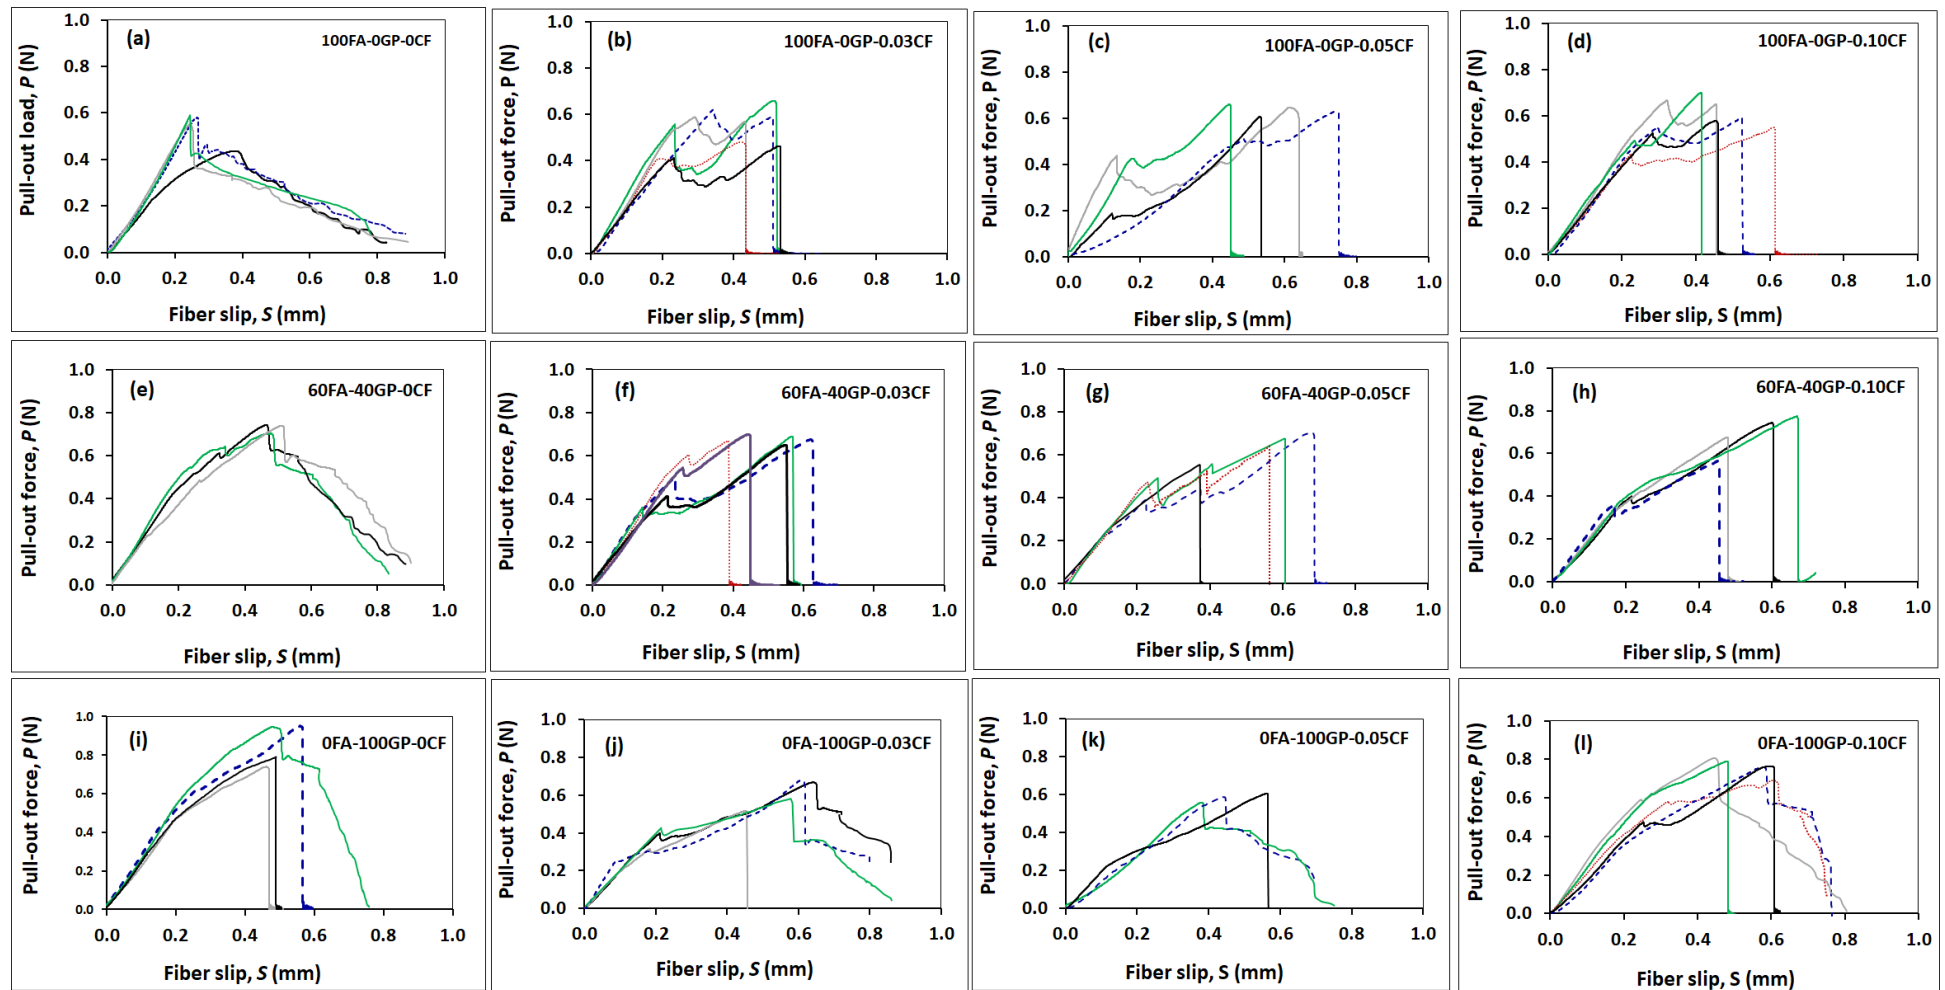 (a) 100FA-0GP-0CF
Pull-out load, P (N)
1.0
0.8
0.6
0.4
0.2
0.0
0.0 0.2 0.4 0.6 0.8 1.0
Fiber slip, S (mm)
(b) 100FA-0GP-0.03CF
Pull-out force, P (N)
1.0
0.8
0.6
0.4
0.2
0.0
0.0 0.2 0.4 0.6 0.8 1.0
Fiber slip, S (mm)
(c) 100FA-0GP-0.05CF
Pull-out force, P (N)
1.0
0.8
0.6
0.4
0.2
0.0
0.0 0.2 0.4 0.6 0.8 1.0
Fiber slip, S (mm)
(d) 100FA-0GP-0.10CF
Pull-out force, P (N)
1.0
0.8
0.6
0.4
0.2
0.0
0.0 0.2 0.4 0.6 0.8 1.0
Fiber slip, S (mm)
(e) 60FA-40GP-0CF
Pull-out force, P (N)
1.0
0.8
0.6
0.4
0.2
0.0
0.0 0.2 0.4 0.6 0.8 1.0
Fiber slip, S (mm)
(f) 60FA-40GP-0.03CF
Pull-out force, P (N)
1.0
0.8
0.6
0.4
0.2
0.0
0.0 0.2 0.4 0.6 0.8 1.0
Fiber slip, S (mm)
(g) 60FA-40GP-0.05CF
Pull-out force, P (N)
1.0
0.8
0.6
0.4
0.2
0.0
0.0 0.2 0.4 0.6 0.8 1.0
Fiber slip, S (mm)
(h) 60FA-40GP-0.10CF
Pull-out force, P (N)
1.0
0.8
0.6
0.4
0.2
0.0
0.0 0.2 0.4 0.6 0.8 1.0
Fiber slip, S (mm)
(i) 0FA-100GP-0CF
Pull-out force, P (N)
1.0
0.8
0.6
0.4
0.2
0.0
0.0 0.2 0.4 0.6 0.8 1.0
Fiber slip, S (mm)
(j) 0FA-100GP-0.03CF
Pull-out force, P (N)
1.0
0.8
0.6
0.4
0.2
0.0
0.0 0.2 0.4 0.6 0.8 1.0
Fiber slip, S (mm)
(k) 0FA-100GP-0.05CF
Pull-out force, P (N)
1.0
0.8
0.6
0.4
0.2
0.0
0.0 0.2 0.4 0.6 0.8 1.0
Fiber slip, S (mm)
(l) 0FA-100GP-0.10CF
Pull-out force, P (N)
1.0
0.8
0.6
0.4
0.2
0.0
0.0 0.2 0.4 0.6 0.8 1.0
Fiber slip, S (mm)